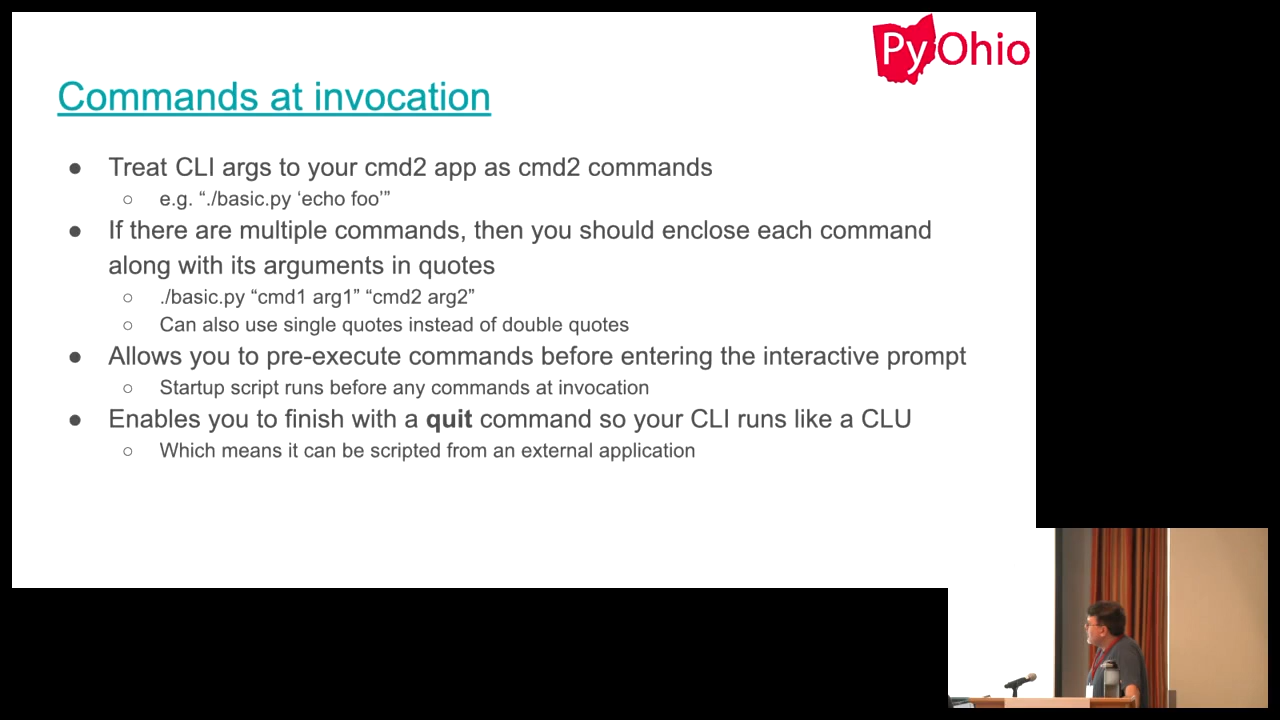 PyOhio
Commands at invocation
● Treat CLI args to your cmd2 app as cmd2 commands
○ e.g. “./basic.py ‘echo foo’”
● If there are multiple commands, then you should enclose each command
along with its arguments in quotes
○ ./basic.py “cmd1 arg1” “cmd2 arg2”
○ Can also use single quotes instead of double quotes
● Allows you to pre-execute commands before entering the interactive prompt
○ Startup script runs before any commands at invocation
● Enables you to finish with a quit command so your CLI runs like a CLU
○ Which means it can be scripted from an external application